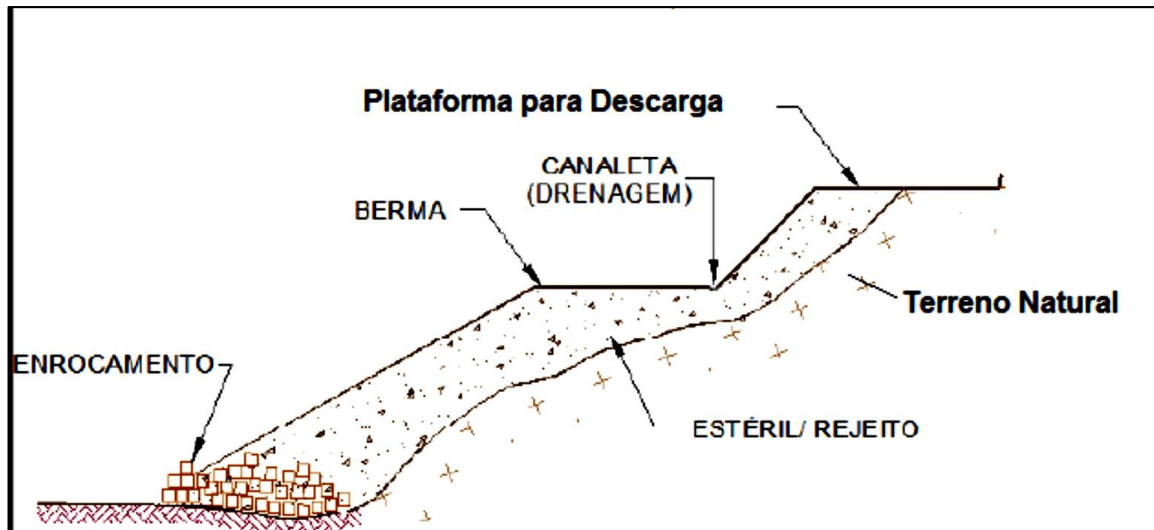 Plataforma para Descarga
CANALETA
(DRENAGEM)
BERMA
Terreno Natural
ENROCAMENTO
ESTÉRIL/ REJEITO